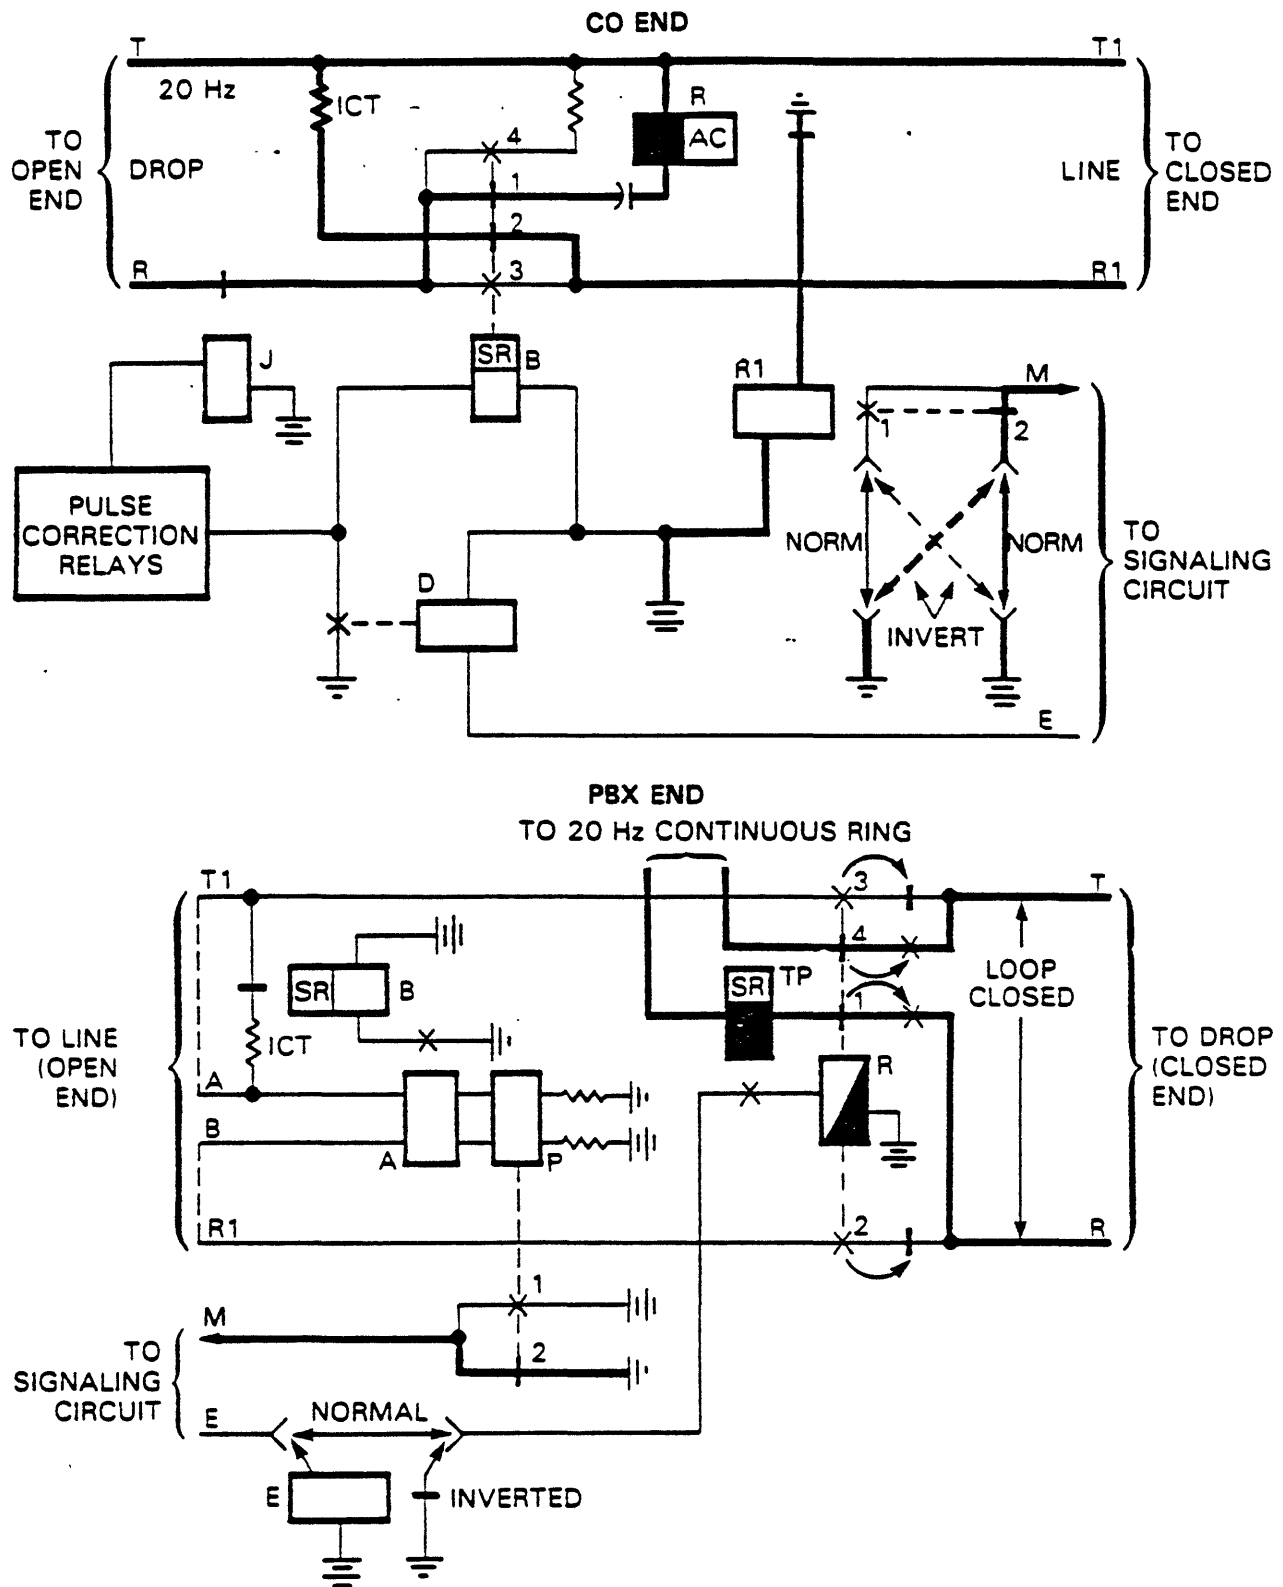 CO END
T
T1
20 Hz
ICT
R
AC
4
TO
OPEN
END
DROP
1
LINE
TO
CLOSED
END
2
R
3
R1
J
SR
B
R1
M
1
2
PULSE
CORRECTION
RELAYS
NORM
NORM
TO
SIGNALING
CIRCUIT
D
INVERT
E
PBX END
TO 20 Hz CONTINUOUS RING
T1
3
T
4
SR
B
SR
TP
1
LOOP
CLOSED
TO LINE
(OPEN
END)
ICT
R
TO DROP
(CLOSED
END)
A
B
A
P
R1
2
R
1
M
TO
SIGNALING
CIRCUIT
2
E
NORMAL
E
INVERTED